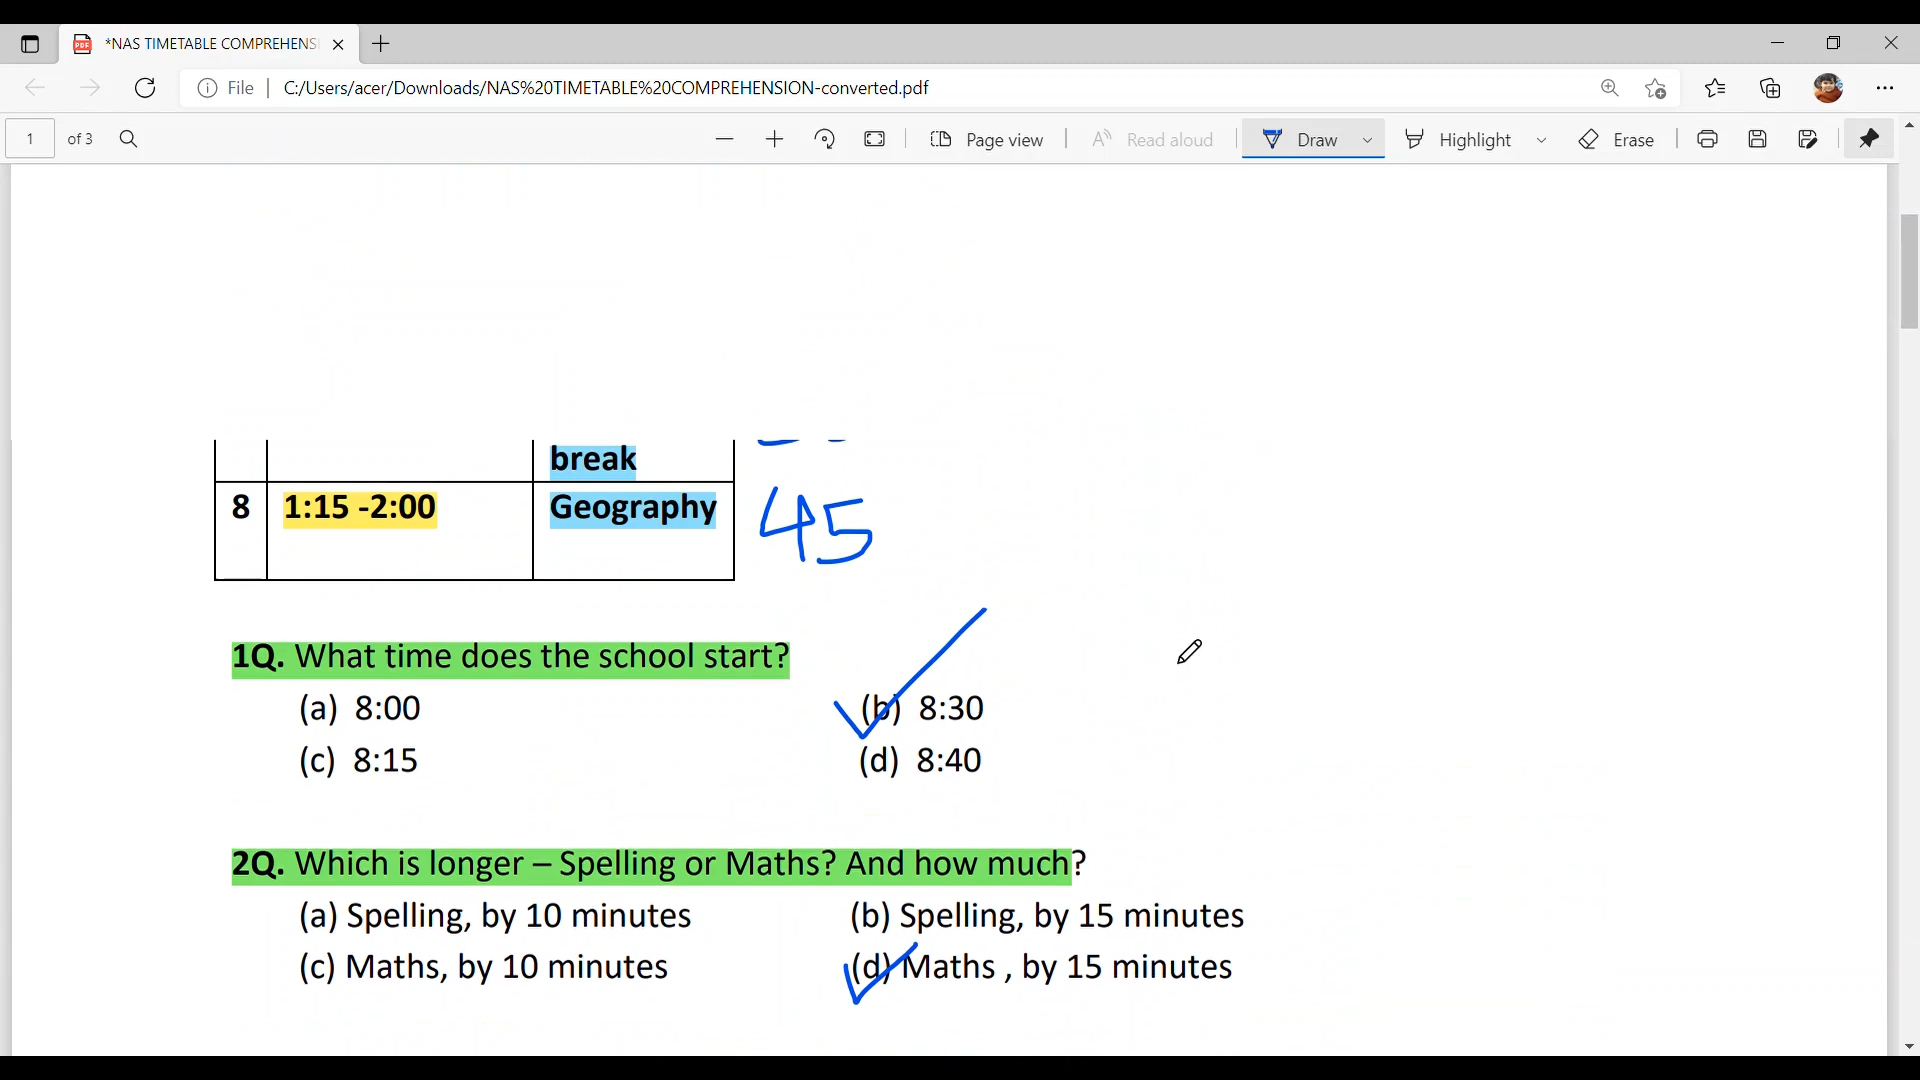 *NAS TIMETABLE COMPREHENS
File | C:/Users/acer/Downloads/NAS%20TIMETABLE%20COMPREHENSION-converted.pdf
1 of 3 Page view Read aloud Draw Highlight Erase
break
8 1:15 -2:00 Geography 45
1Q. What time does the school start?
(a) 8:00 (b) 8:30
(c) 8:15 (d) 8:40
2Q. Which is longer – Spelling or Maths? And how much?
(a) Spelling, by 10 minutes (b) Spelling, by 15 minutes
(c) Maths, by 10 minutes (d) Maths , by 15 minutes